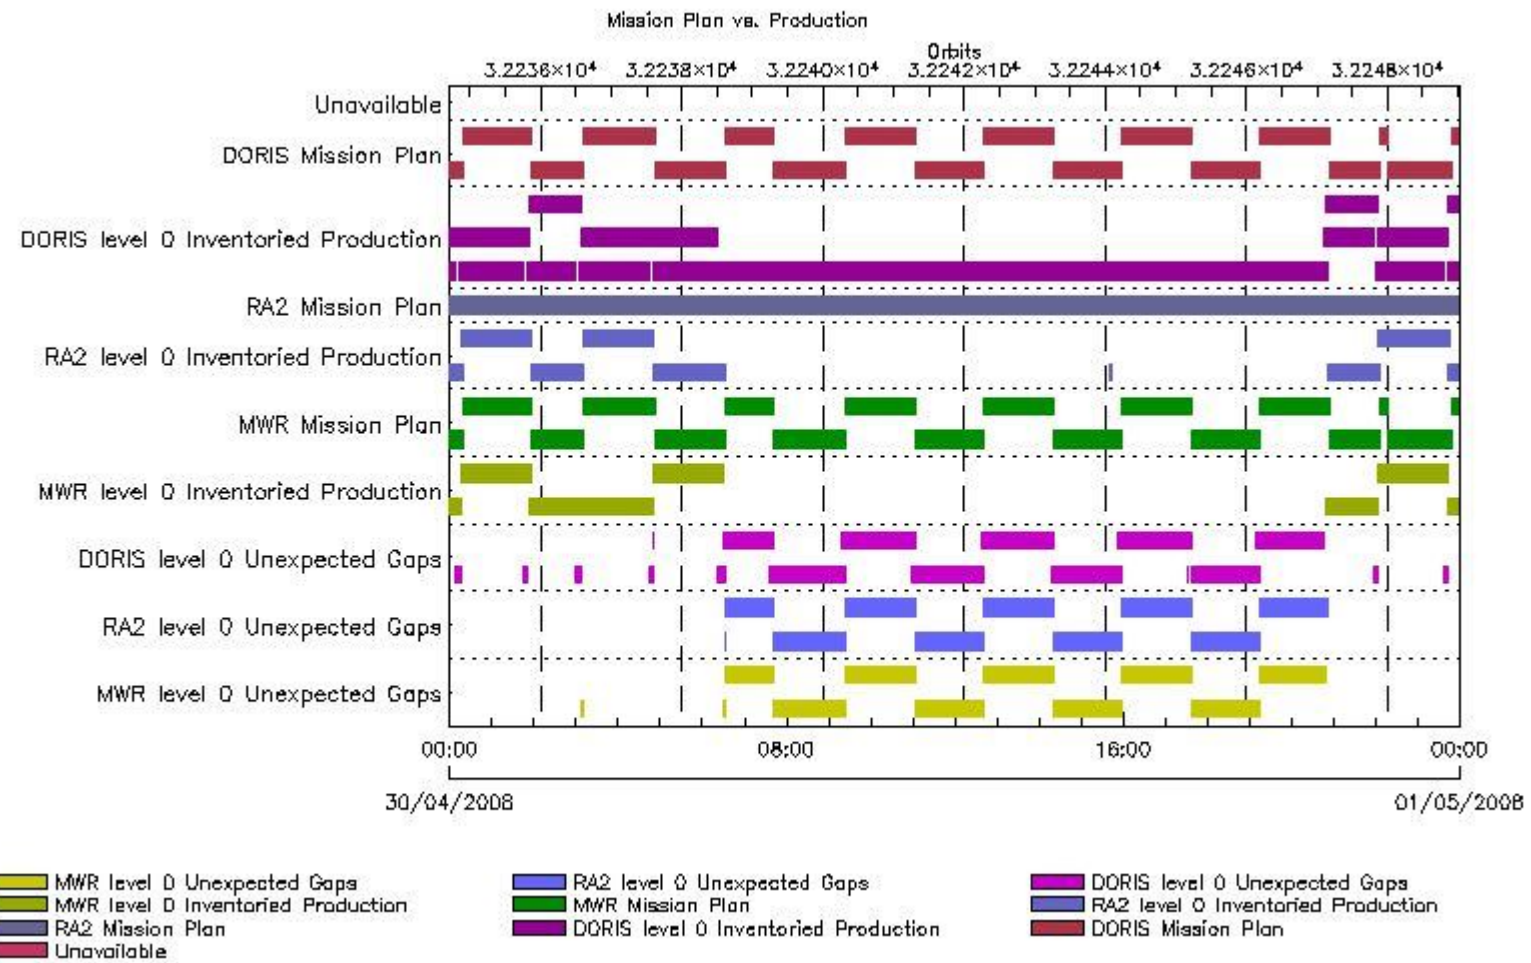 Mission Plan vs. Production
Orbits
3.2236×10⁴ 3.2238×10⁴ 3.2240×10⁴ 3.2242×10⁴ 3.2244×10⁴ 3.2246×10⁴ 3.2248×10⁴
Unavailable
DORIS Mission Plan
DORIS level 0 Inventoried Production
RA2 Mission Plan
RA2 level 0 Inventoried Production
MWR Mission Plan
MWR level 0 Inventoried Production
DORIS level 0 Unexpected Gaps
RA2 level 0 Unexpected Gaps
MWR level 0 Unexpected Gaps
00:00 08:00 16:00 00:00
30/04/2008 01/05/2008
MWR level 0 Unexpected Gaps RA2 level 0 Unexpected Gaps DORIS level 0 Unexpected Gaps
MWR level 0 Inventoried Production MWR Mission Plan RA2 level 0 Inventoried Production
RA2 Mission Plan DORIS level 0 Inventoried Production DORIS Mission Plan
Unavailable